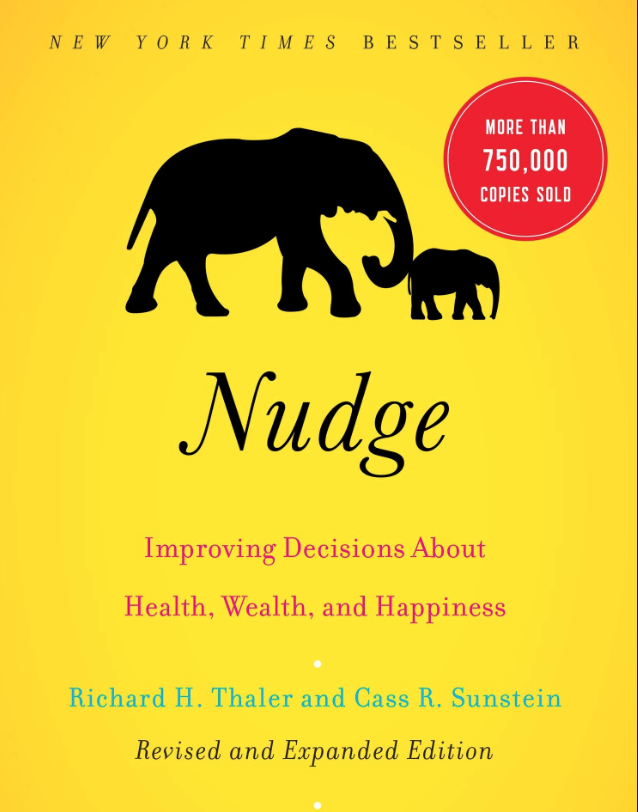 NEW YORK TIMES BESTSELLER
MORE THAN
750,000
COPIES SOLD
Nudge
Improving Decisions About
Health, Wealth, and Happiness
Richard H. Thaler and Cass R. Sunstein
Revised and Expanded Edition